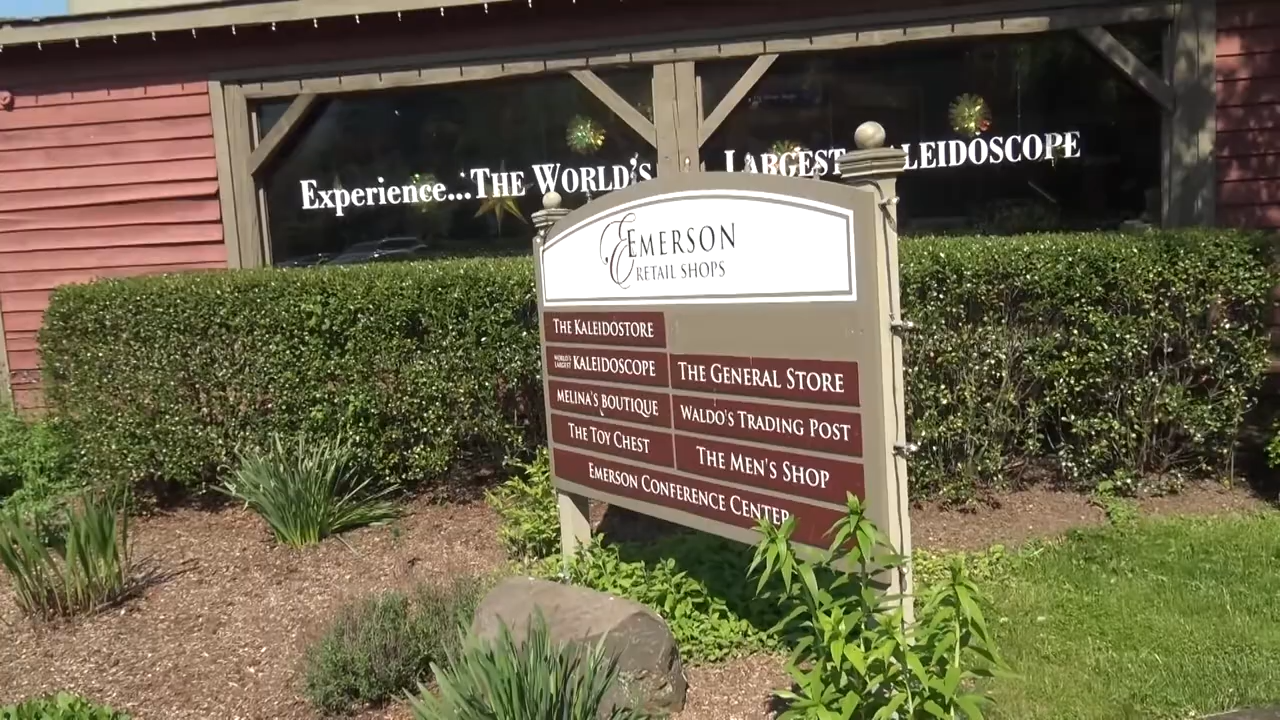 Experience...THE WORLD'S LARGEST LEIDOSCOPE
EMERSON
RETAIL SHOPS
THE KALEIDOSTORE
WORLD'S
LARGEST
KALEIDOSCOPE
THE GENERAL STORE
MELINA'S BOUTIQUE
WALDO'S TRADING POST
THE TOY CHEST
THE MEN'S SHOP
EMERSON CONFERENCE CENTER